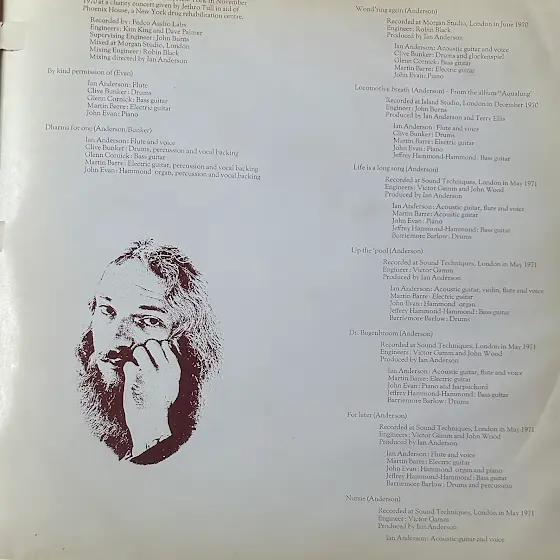 1970 at a charity concert given by Jethro Tull in aid of
Phoenix House, a New York drug rehabilitation centre.
Recorded by: Fedco Audio Labs
Engineers: Kim King and Dave Palmer
Supervising Engineer: John Burns
Mixed at Morgan Studio, London
Mixing Engineer: Robin Black
Mixing directed by Ian Anderson
By kind permission of (Evan)
Ian Anderson: Flute
Clive Bunker: Drums
Glenn Cornick: Bass guitar
Martin Barre: Electric guitar
John Evan: Piano
Dharma for one (Anderson/Bunker)
Ian Anderson: Flute and voice
Clive Bunker: Drums, percussion and vocal backing
Glenn Cornick: Bass guitar
Martin Barre: Electric guitar, percussion and vocal backing
John Evan: Hammond organ, percussion and vocal backing
Wond'ring again (Anderson)
Recorded at Morgan Studio, London in June 1970
Engineer: Robin Black
Produced by Ian Anderson
Ian Anderson: Acoustic guitar and voice
Clive Bunker: Drums and glockenspiel
Glenn Cornick: Bass guitar
Martin Barre: Electric guitar
John Evan: Piano
Locomotive breath (Anderson) - From the album "Aqualung"
Recorded at Island Studio, London in December 1970
Engineer: John Burns
Produced by Ian Anderson and Terry Ellis
Ian Anderson: Flute and voice
Clive Bunker: Drums
Martin Barre: Electric guitar
John Evan: Piano
Jeffrey Hammond-Hammond: Bass guitar
Life is a long song (Anderson)
Recorded at Sound Techniques, London in May 1971
Engineers: Victor Gamm and John Wood
Produced by Ian Anderson
Ian Anderson: Acoustic guitar, flute and voice
Martin Barre: Acoustic guitar
John Evan: Piano
Jeffrey Hammond-Hammond: Bass guitar
Barriemore Barlow: Drums
Up the 'pool (Anderson)
Recorded at Sound Techniques, London in May 1971
Engineer: Victor Gamm
Produced by Ian Anderson
Ian Anderson: Acoustic guitar, violin, flute and voice
Martin Barre: Electric guitar
John Evan: Hammond organ
Jeffrey Hammond-Hammond: Bass guitar
Barriemore Barlow: Drums
Dr. Bogenbroom (Anderson)
Recorded at Sound Techniques, London in May 1971
Engineers: Victor Gamm and John Wood
Produced by Ian Anderson
Ian Anderson: Acoustic guitar, flute and voice
Martin Barre: Electric guitar
John Evan: Piano and harpsichord
Jeffrey Hammond-Hammond: Bass guitar
Barriemore Barlow: Drums
For later (Anderson)
Recorded at Sound Techniques, London in May 1971
Engineers: Victor Gamm and John Wood
Produced by Ian Anderson
Ian Anderson: Flute and voice
Martin Barre: Electric guitar
John Evan: Hammond organ and piano
Jeffrey Hammond-Hammond: Bass guitar
Barriemore Barlow: Drums and percussion
Nursie (Anderson)
Recorded at Sound Techniques, London in May 1971
Engineer: Victor Gamm
Produced by Ian Anderson
Ian Anderson: Acoustic guitar and voice